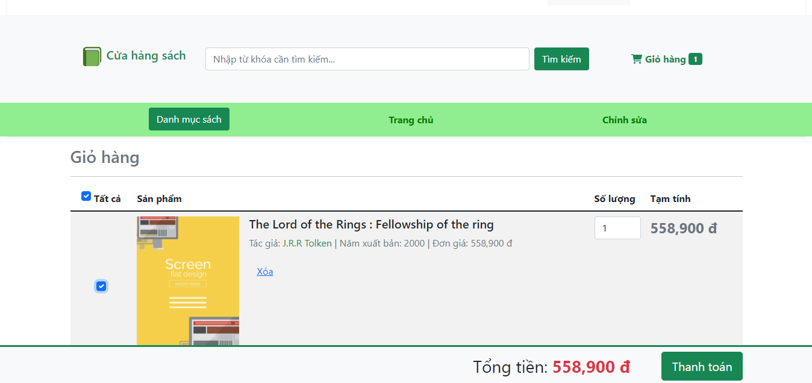 Cửa hàng sách
Nhập từ khóa cần tìm kiếm...
Tìm kiếm
Giỏ hàng 1
Danh mục sách
Trang chủ
Chỉnh sửa
Giỏ hàng
Tất cả Sản phẩm Số lượng Tạm tính
The Lord of the Rings : Fellowship of the ring
1
558,900 đ
Tác giả: J.R.R Tolken | Năm xuất bản: 2000 | Đơn giá: 558,900 đ
Xóa
Screen
flat design
Tổng tiền: 558,900 đ
Thanh toán